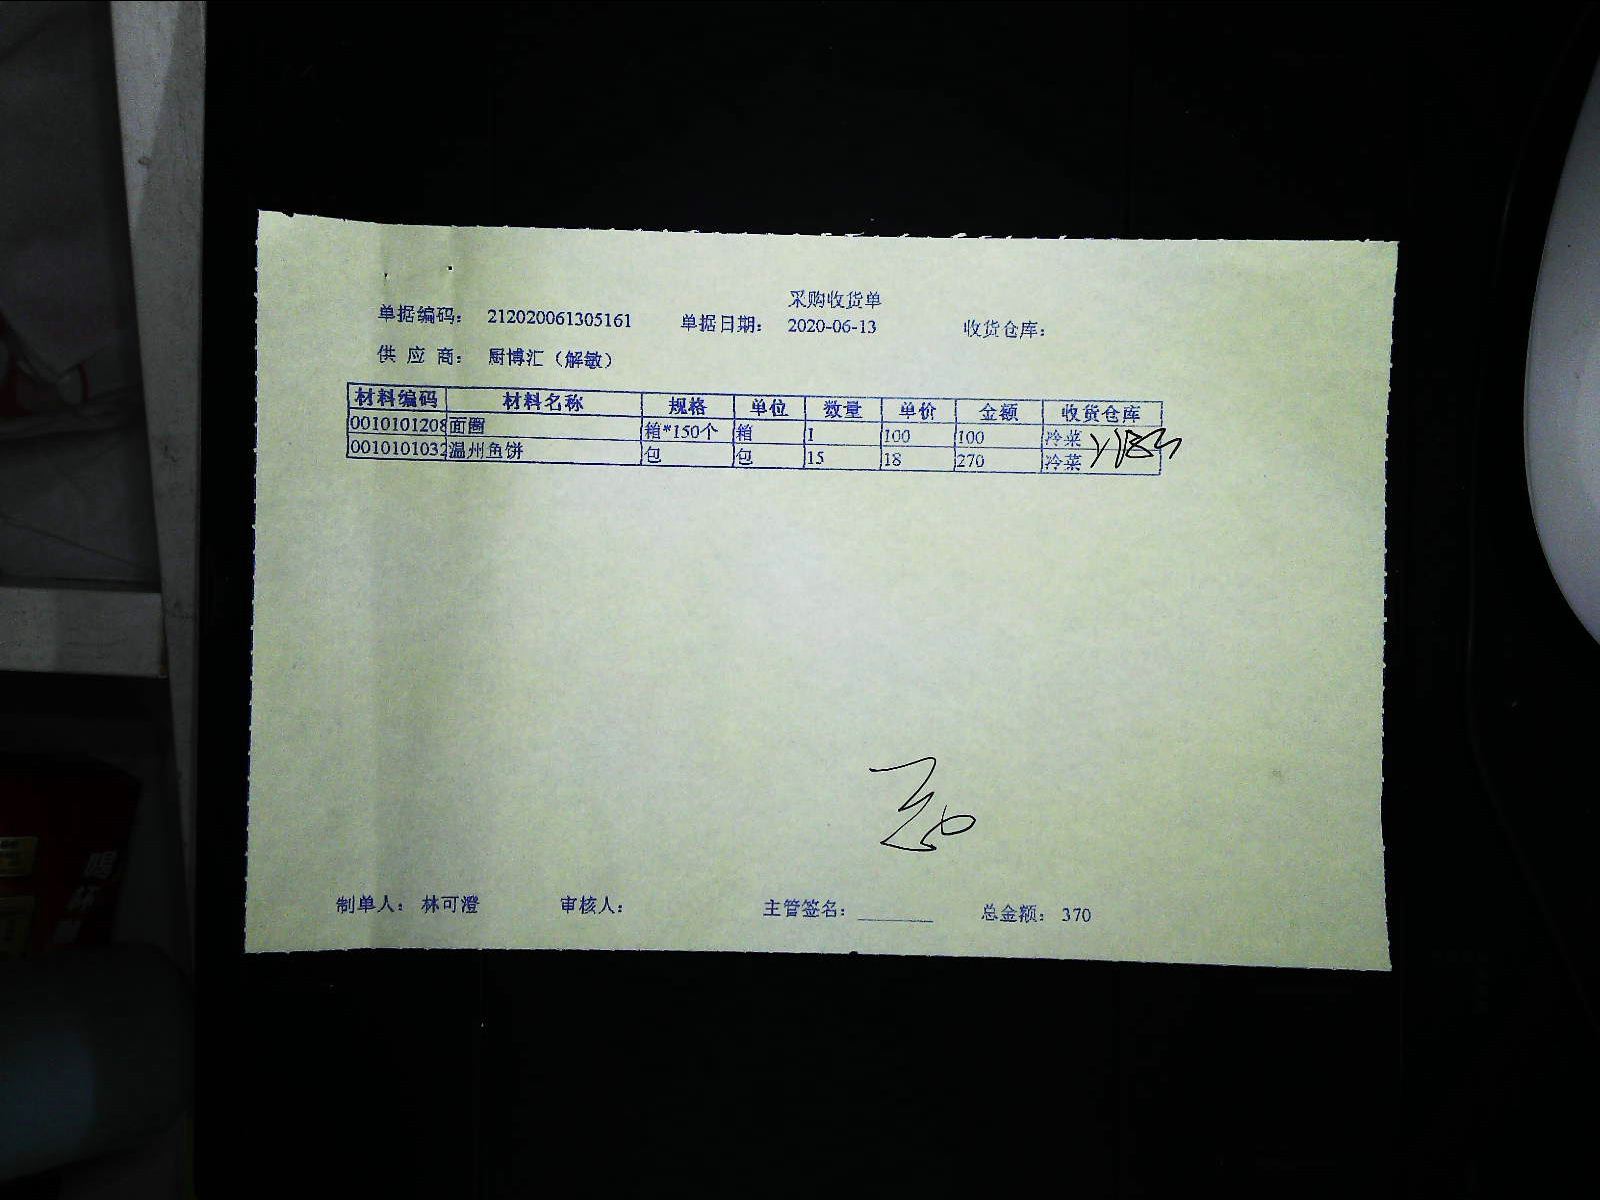 采购收货单
单据编码： 212020061305161 单据日期： 2020-06-13 收货仓库：
供 应 商： 厨博汇（解敏）
材料编码 材料名称 规格 单位 数量 单价 金额 收货仓库
0010101208 面圈 箱*150个 箱 1 100 100 冷菜
0010101032 温州鱼饼 包 包 15 18 270 冷菜
制单人： 林可澄 审核人： 主管签名： 总金额： 370